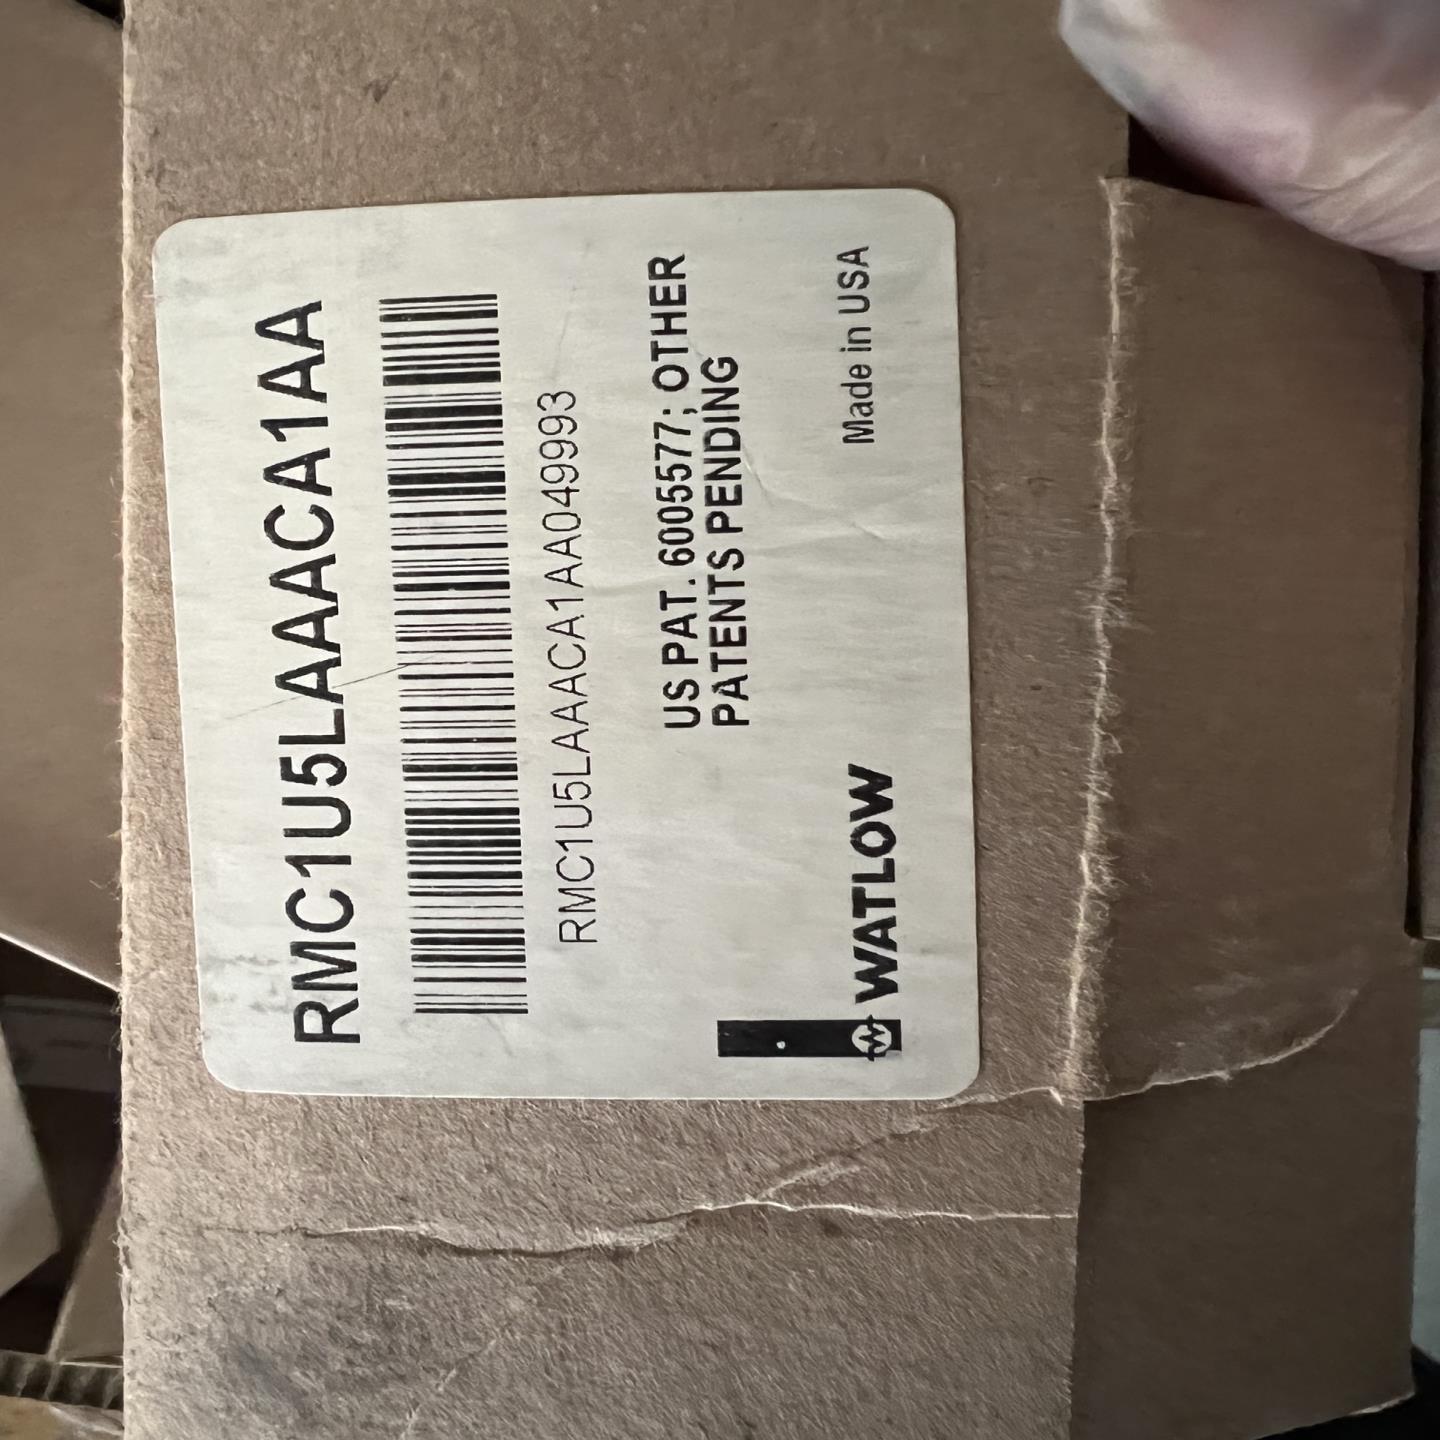 RMC1U5LAAACA1AA
RMC1U5LAAACA1AA049993
US PAT. 6005577; OTHER
PATENTS PENDING
WATLOW
Made in USA